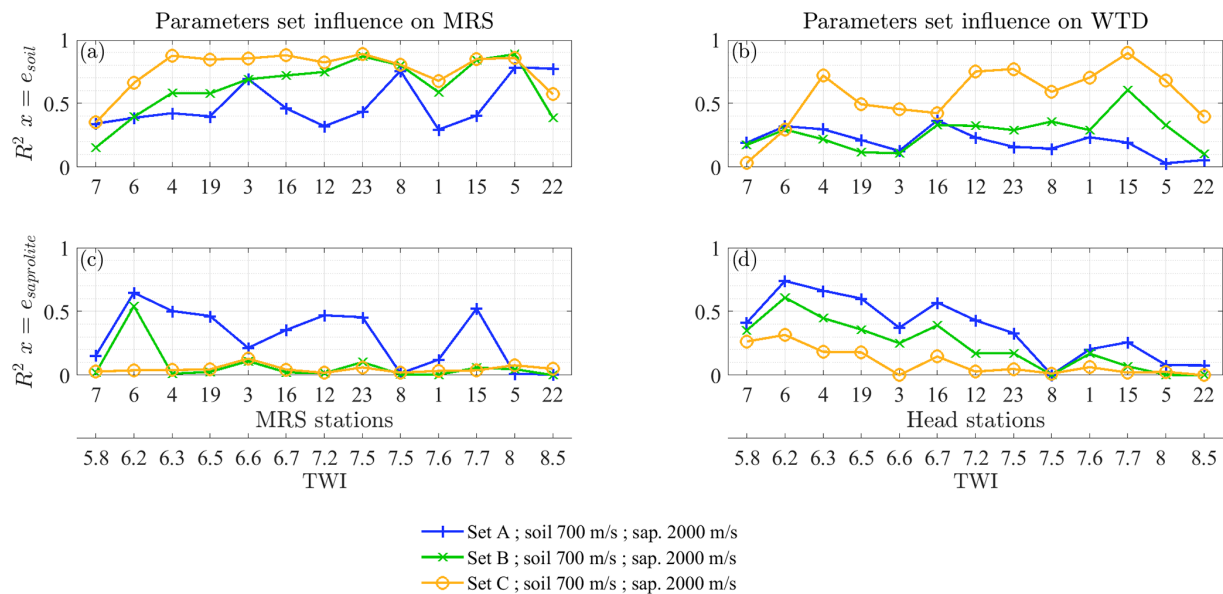 Parameters set influence on MRS
Parameters set influence on WTD
R² x = e_soil
1
0.5
0
(a)
7 6 4 19 3 16 12 23 8 1 15 5 22
1
0.5
0
(b)
7 6 4 19 3 16 12 23 8 1 15 5 22
R² x = e_saprolite
1
0.5
0
(c)
7 6 4 19 3 16 12 23 8 1 15 5 22
MRS stations
5.8 6.2 6.3 6.5 6.6 6.7 7.2 7.5 7.5 7.6 7.7 8 8.5
TWI
1
0.5
0
(d)
7 6 4 19 3 16 12 23 8 1 15 5 22
Head stations
5.8 6.2 6.3 6.5 6.6 6.7 7.2 7.5 7.5 7.6 7.7 8 8.5
TWI
Set A ; soil 700 m/s ; sap. 2000 m/s
Set B ; soil 700 m/s ; sap. 2000 m/s
Set C ; soil 700 m/s ; sap. 2000 m/s